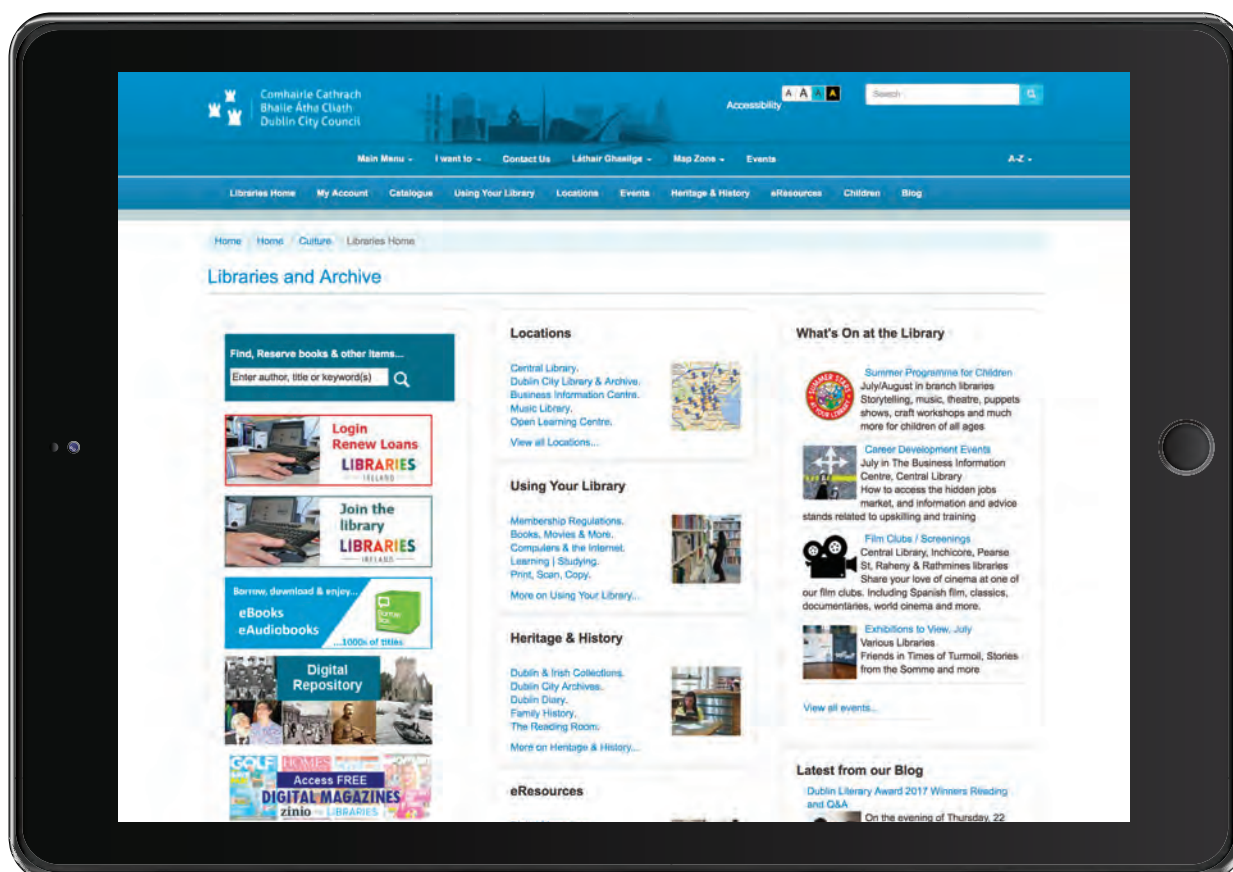 Comhairle Cathrach
Bhaile Átha Cliath
Dublin City Council
Accessibility
A A A A
Search
Main Menu
I want to
Contact Us
Láthair Ghaeilge
Map Zone
Events
A-Z
Libraries Home
My Account
Catalogue
Using Your Library
Locations
Events
Heritage & History
eResources
Children
Blog
Home / Home / Culture / Libraries Home
Libraries and Archive
Find, Reserve books & other items...
Enter author, title or keyword(s)
Login
Renew Loans
LIBRARIES
IRELAND
Join the
library
LIBRARIES
IRELAND
Borrow, download & enjoy...
eBooks
eAudiobooks
...1000s of titles
Digital
Repository
GOLF HOMES
Access FREE
DIGITAL MAGAZINES
zinio LIBRARIES
Locations
Central Library.
Dublin City Library & Archive.
Business Information Centre.
Music Library.
Open Learning Centre.
View all Locations...
Using Your Library
Membership Regulations.
Books, Movies & More.
Computers & the Internet.
Learning | Studying.
Print, Scan, Copy.
More on Using Your Library...
Heritage & History
Dublin & Irish Collections.
Dublin City Archives.
Dublin Diary.
Family History.
The Reading Room.
More on Heritage & History...
eResources
What's On at the Library
SUMMER STARS
AT YOUR LIBRARY
Summer Programme for Children
July/August in branch libraries
Storytelling, music, theatre, puppets
shows, craft workshops and much
more for children of all ages
Career Development Events
July in The Business Information
Centre, Central Library
How to access the hidden jobs
market, and information and advice
stands related to upskilling and training
Film Clubs / Screenings
Central Library, Inchicore, Pearse
St, Raheny & Rathmines libraries
Share your love of cinema at one of
our film clubs. Including Spanish film, classics,
documentaries, world cinema and more.
Exhibitions to View, July
Various Libraries
Friends in Times of Turmoil, Stories
from the Somme and more
View all events...
Latest from our Blog
Dublin Literary Award 2017 Winners Reading
and Q&A
On the evening of Thursday, 22